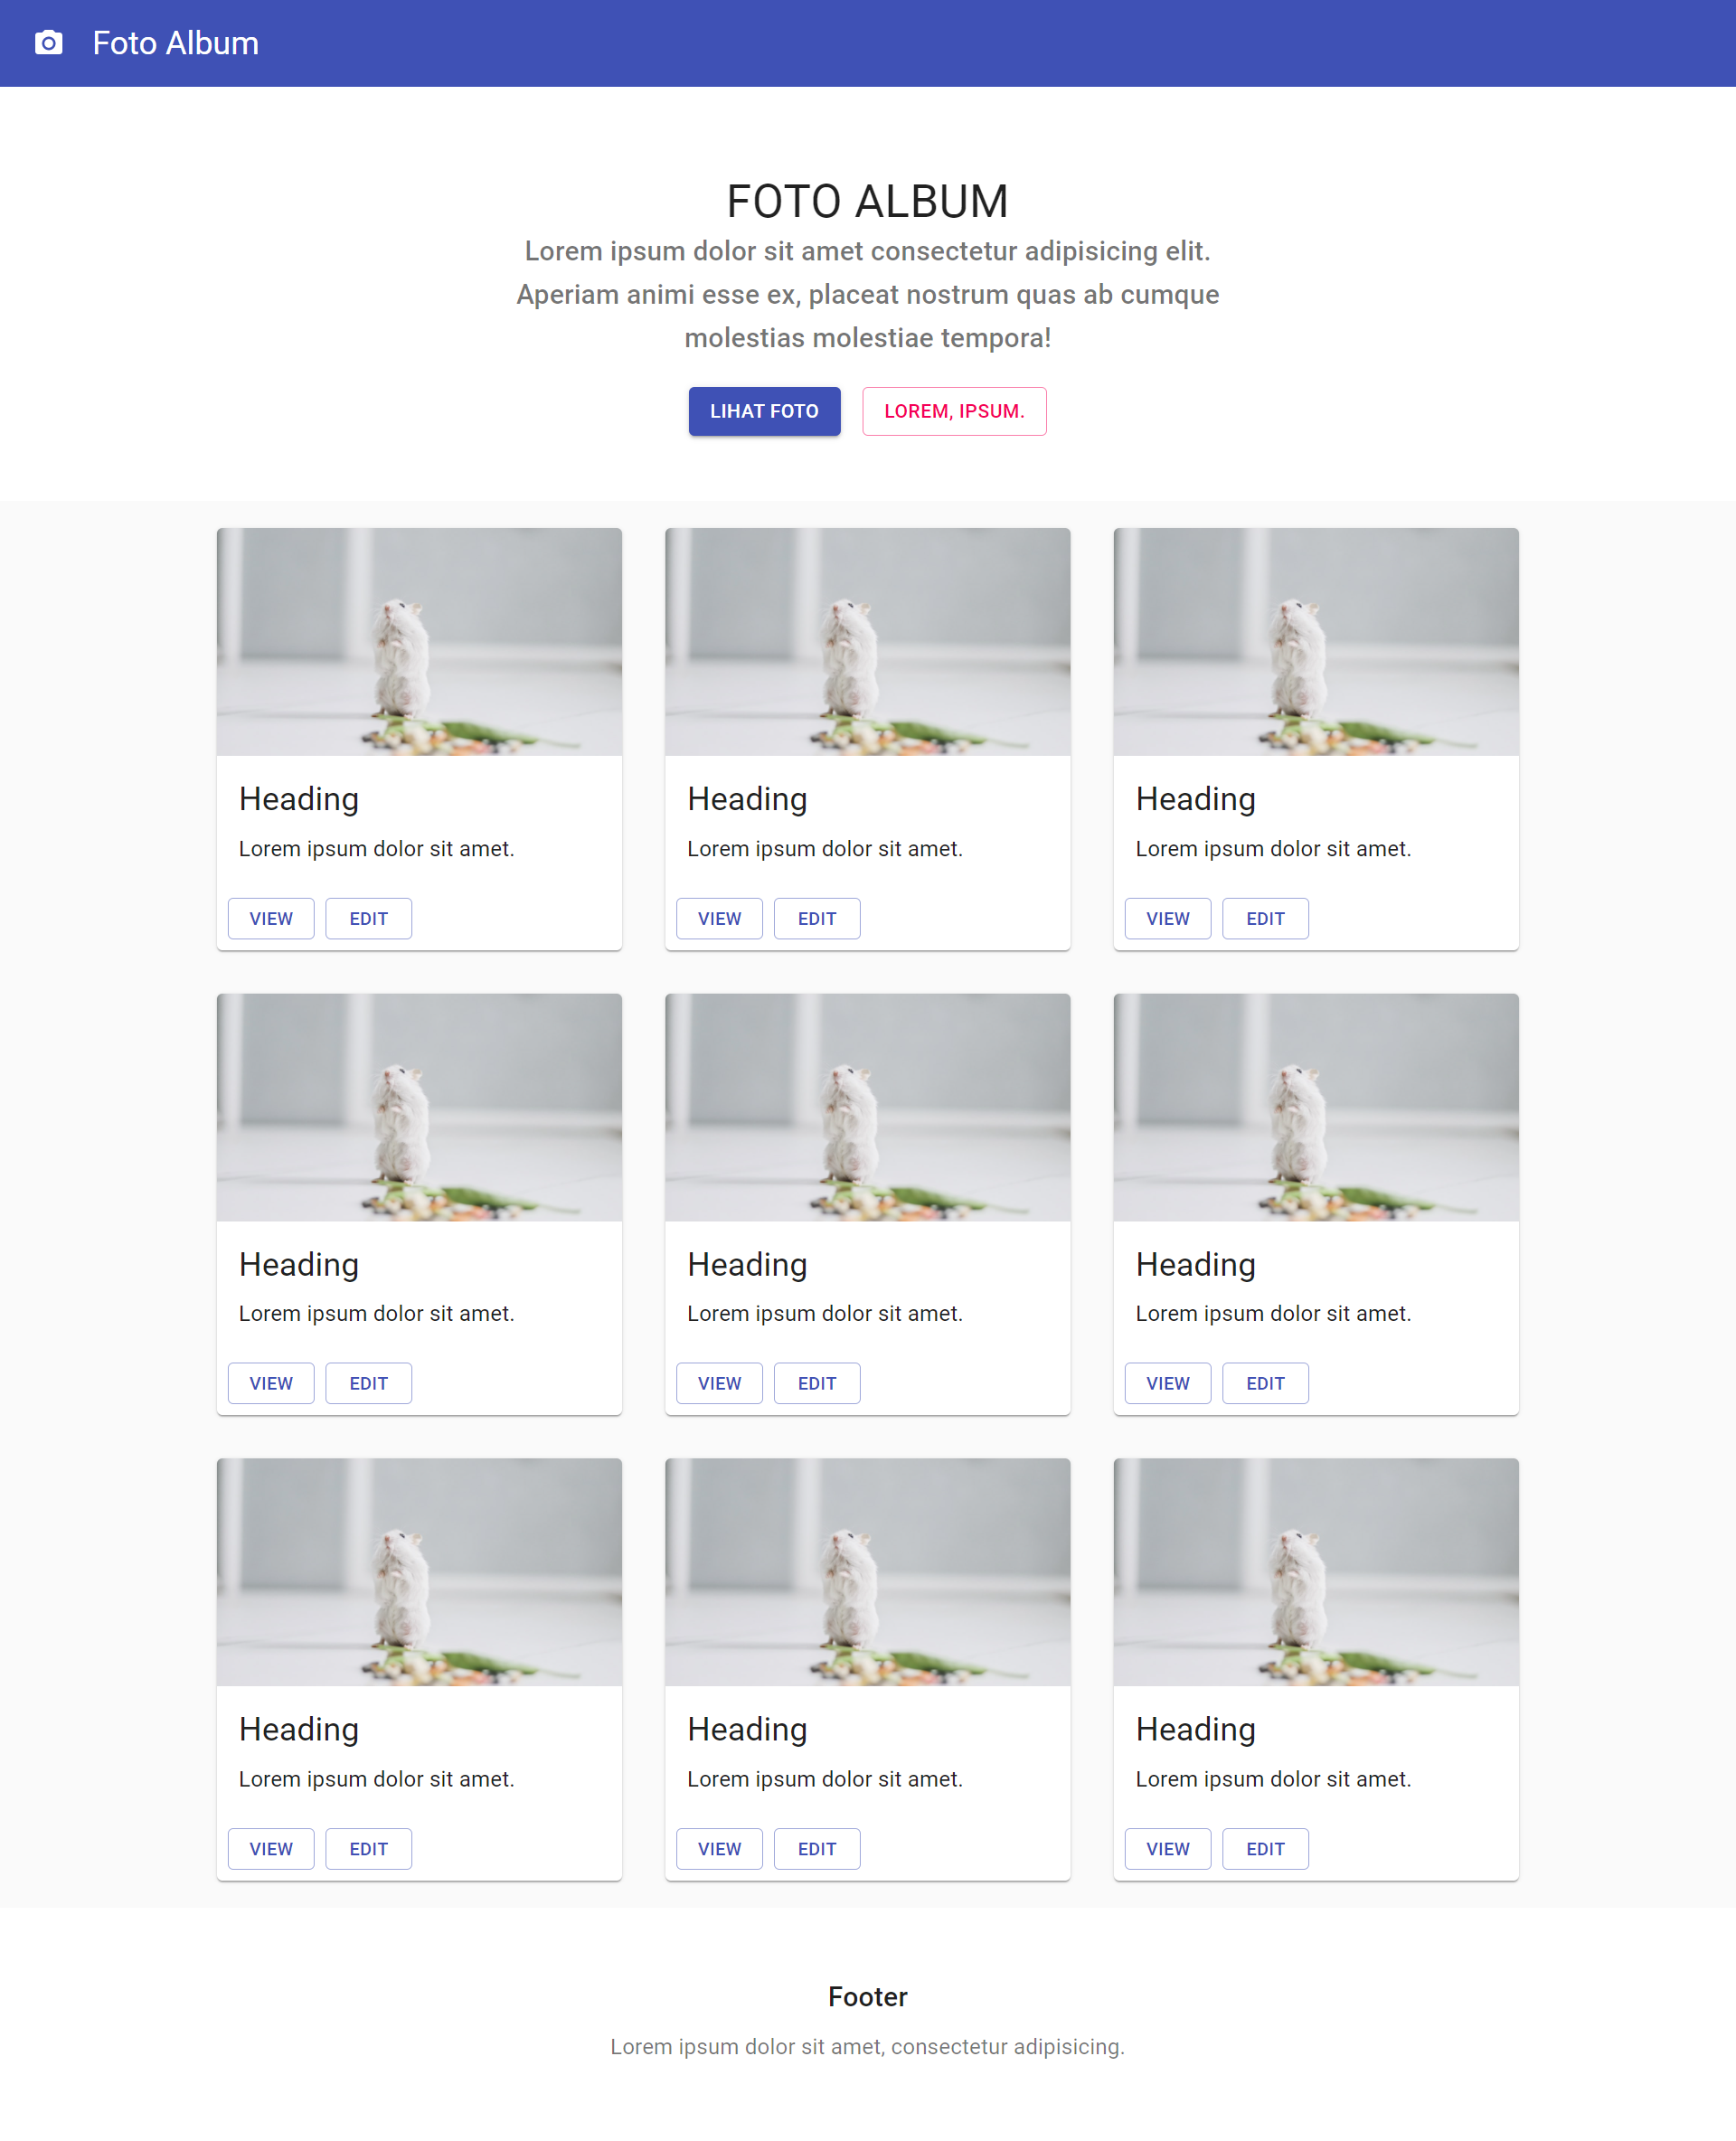 Foto Album
FOTO ALBUM
Lorem ipsum dolor sit amet consectetur adipisicing elit.
Aperiam animi esse ex, placeat nostrum quas ab cumque
molestias molestiae tempora!
LIHAT FOTO LOREM, IPSUM.
Heading Heading Heading
Lorem ipsum dolor sit amet. Lorem ipsum dolor sit amet. Lorem ipsum dolor sit amet.
VIEW EDIT VIEW EDIT VIEW EDIT
Heading Heading Heading
Lorem ipsum dolor sit amet. Lorem ipsum dolor sit amet. Lorem ipsum dolor sit amet.
VIEW EDIT VIEW EDIT VIEW EDIT
Heading Heading Heading
Lorem ipsum dolor sit amet. Lorem ipsum dolor sit amet. Lorem ipsum dolor sit amet.
VIEW EDIT VIEW EDIT VIEW EDIT
Footer
Lorem ipsum dolor sit amet, consectetur adipisicing.